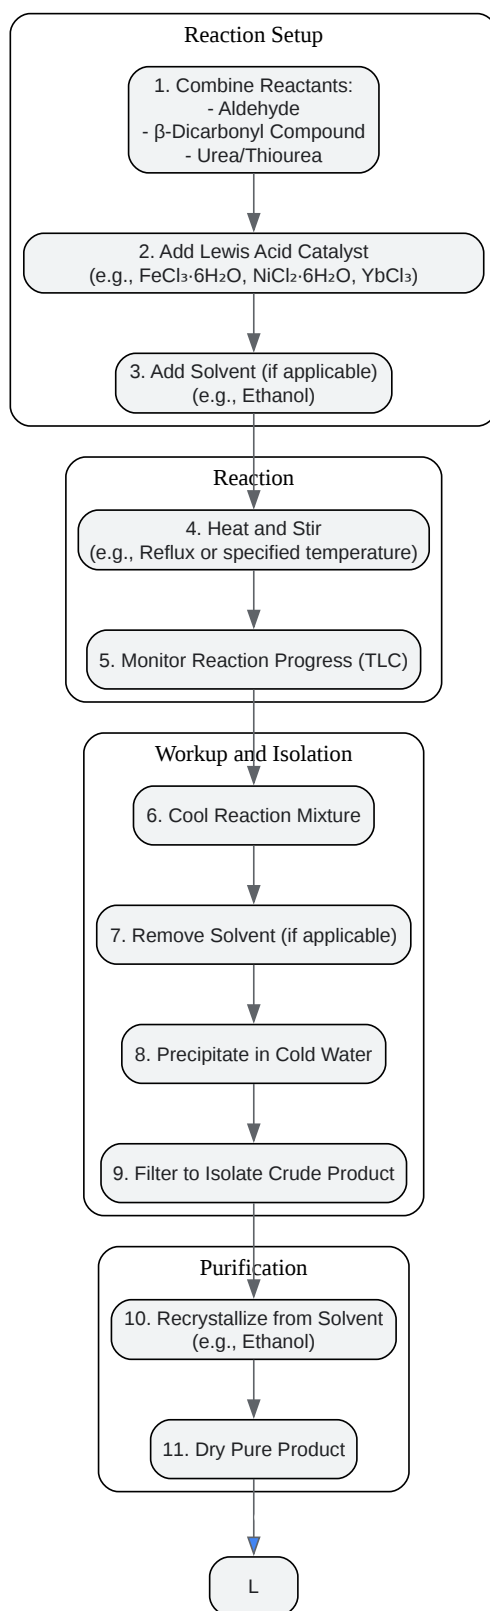 Reaction Setup
1. Combine Reactants:
- Aldehyde
- β-Dicarbonyl Compound
- Urea/Thiourea
2. Add Lewis Acid Catalyst
(e.g., FeCl₃·6H₂O, NiCl₂·6H₂O, YbCl₃)
3. Add Solvent (if applicable)
(e.g., Ethanol)
Reaction
4. Heat and Stir
(e.g., Reflux or specified temperature)
5. Monitor Reaction Progress (TLC)
Workup and Isolation
6. Cool Reaction Mixture
7. Remove Solvent (if applicable)
8. Precipitate in Cold Water
9. Filter to Isolate Crude Product
Purification
10. Recrystallize from Solvent
(e.g., Ethanol)
11. Dry Pure Product
L